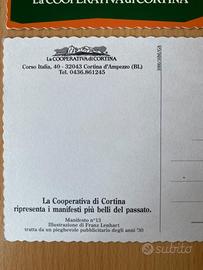 La COOPERATIVA di CORTINA
La COOPERATIVA di CORTINA
Corso Italia, 40 - 32043 Cortina d'Ampezzo (BL)
Tel. 0436.861245
La Cooperativa di Cortina
ripresenta i manifesti più belli del passato.
Manifesto n°13
Illustrazione di Franz Lenhart
tratta da un pieghevole pubblicitario degli anni '30
subito